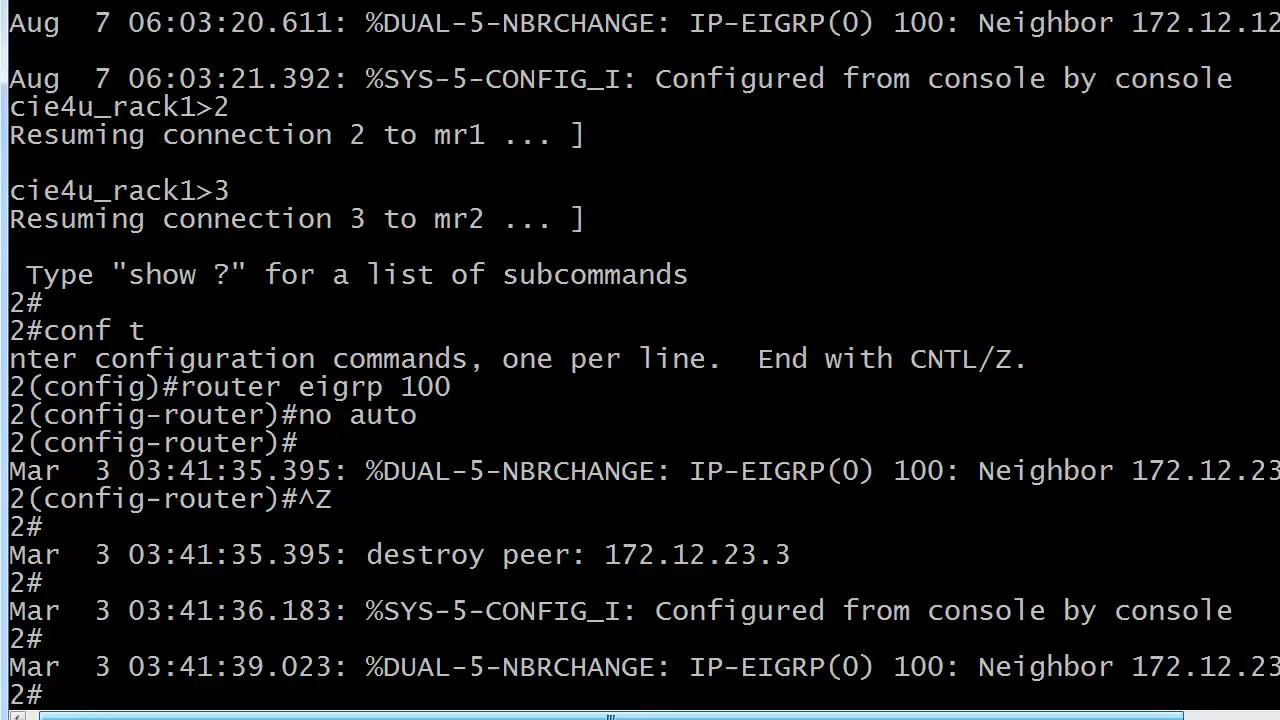 Aug  7 06:03:20.611: %DUAL-5-NBRCHANGE: IP-EIGRP(0) 100: Neighbor 172.12.12
Aug  7 06:03:21.392: %SYS-5-CONFIG_I: Configured from console by console
cie4u_rack1>2
Resuming connection 2 to mr1 ... ]
cie4u_rack1>3
Resuming connection 3 to mr2 ... ]
Type "show ?" for a list of subcommands
2#
2#conf t
nter configuration commands, one per line.  End with CNTL/Z.
2(config)#router eigrp 100
2(config-router)#no auto
2(config-router)#
Mar  3 03:41:35.395: %DUAL-5-NBRCHANGE: IP-EIGRP(0) 100: Neighbor 172.12.23
2(config-router)#^Z
2#
Mar  3 03:41:35.395: destroy peer: 172.12.23.3
2#
Mar  3 03:41:36.183: %SYS-5-CONFIG_I: Configured from console by console
2#
Mar  3 03:41:39.023: %DUAL-5-NBRCHANGE: IP-EIGRP(0) 100: Neighbor 172.12.23
2#